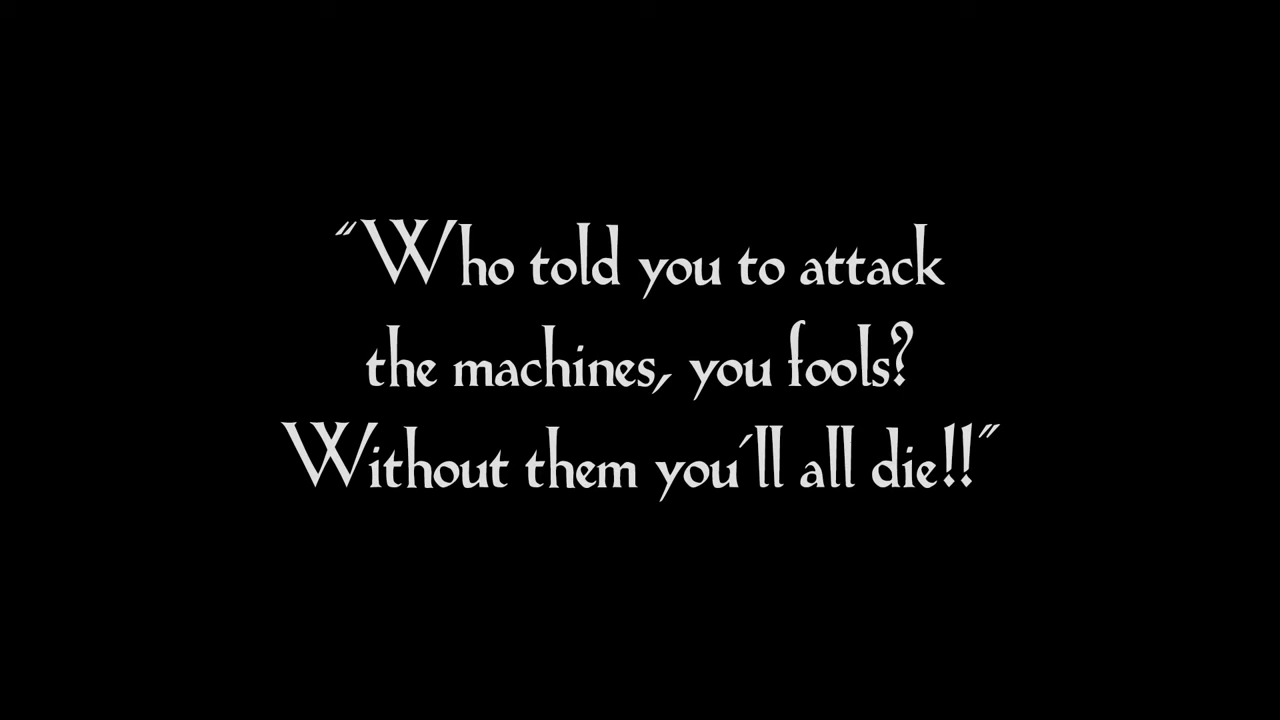 "Who told you to attack
the machines, you fools?
Without them you'll all die!!"